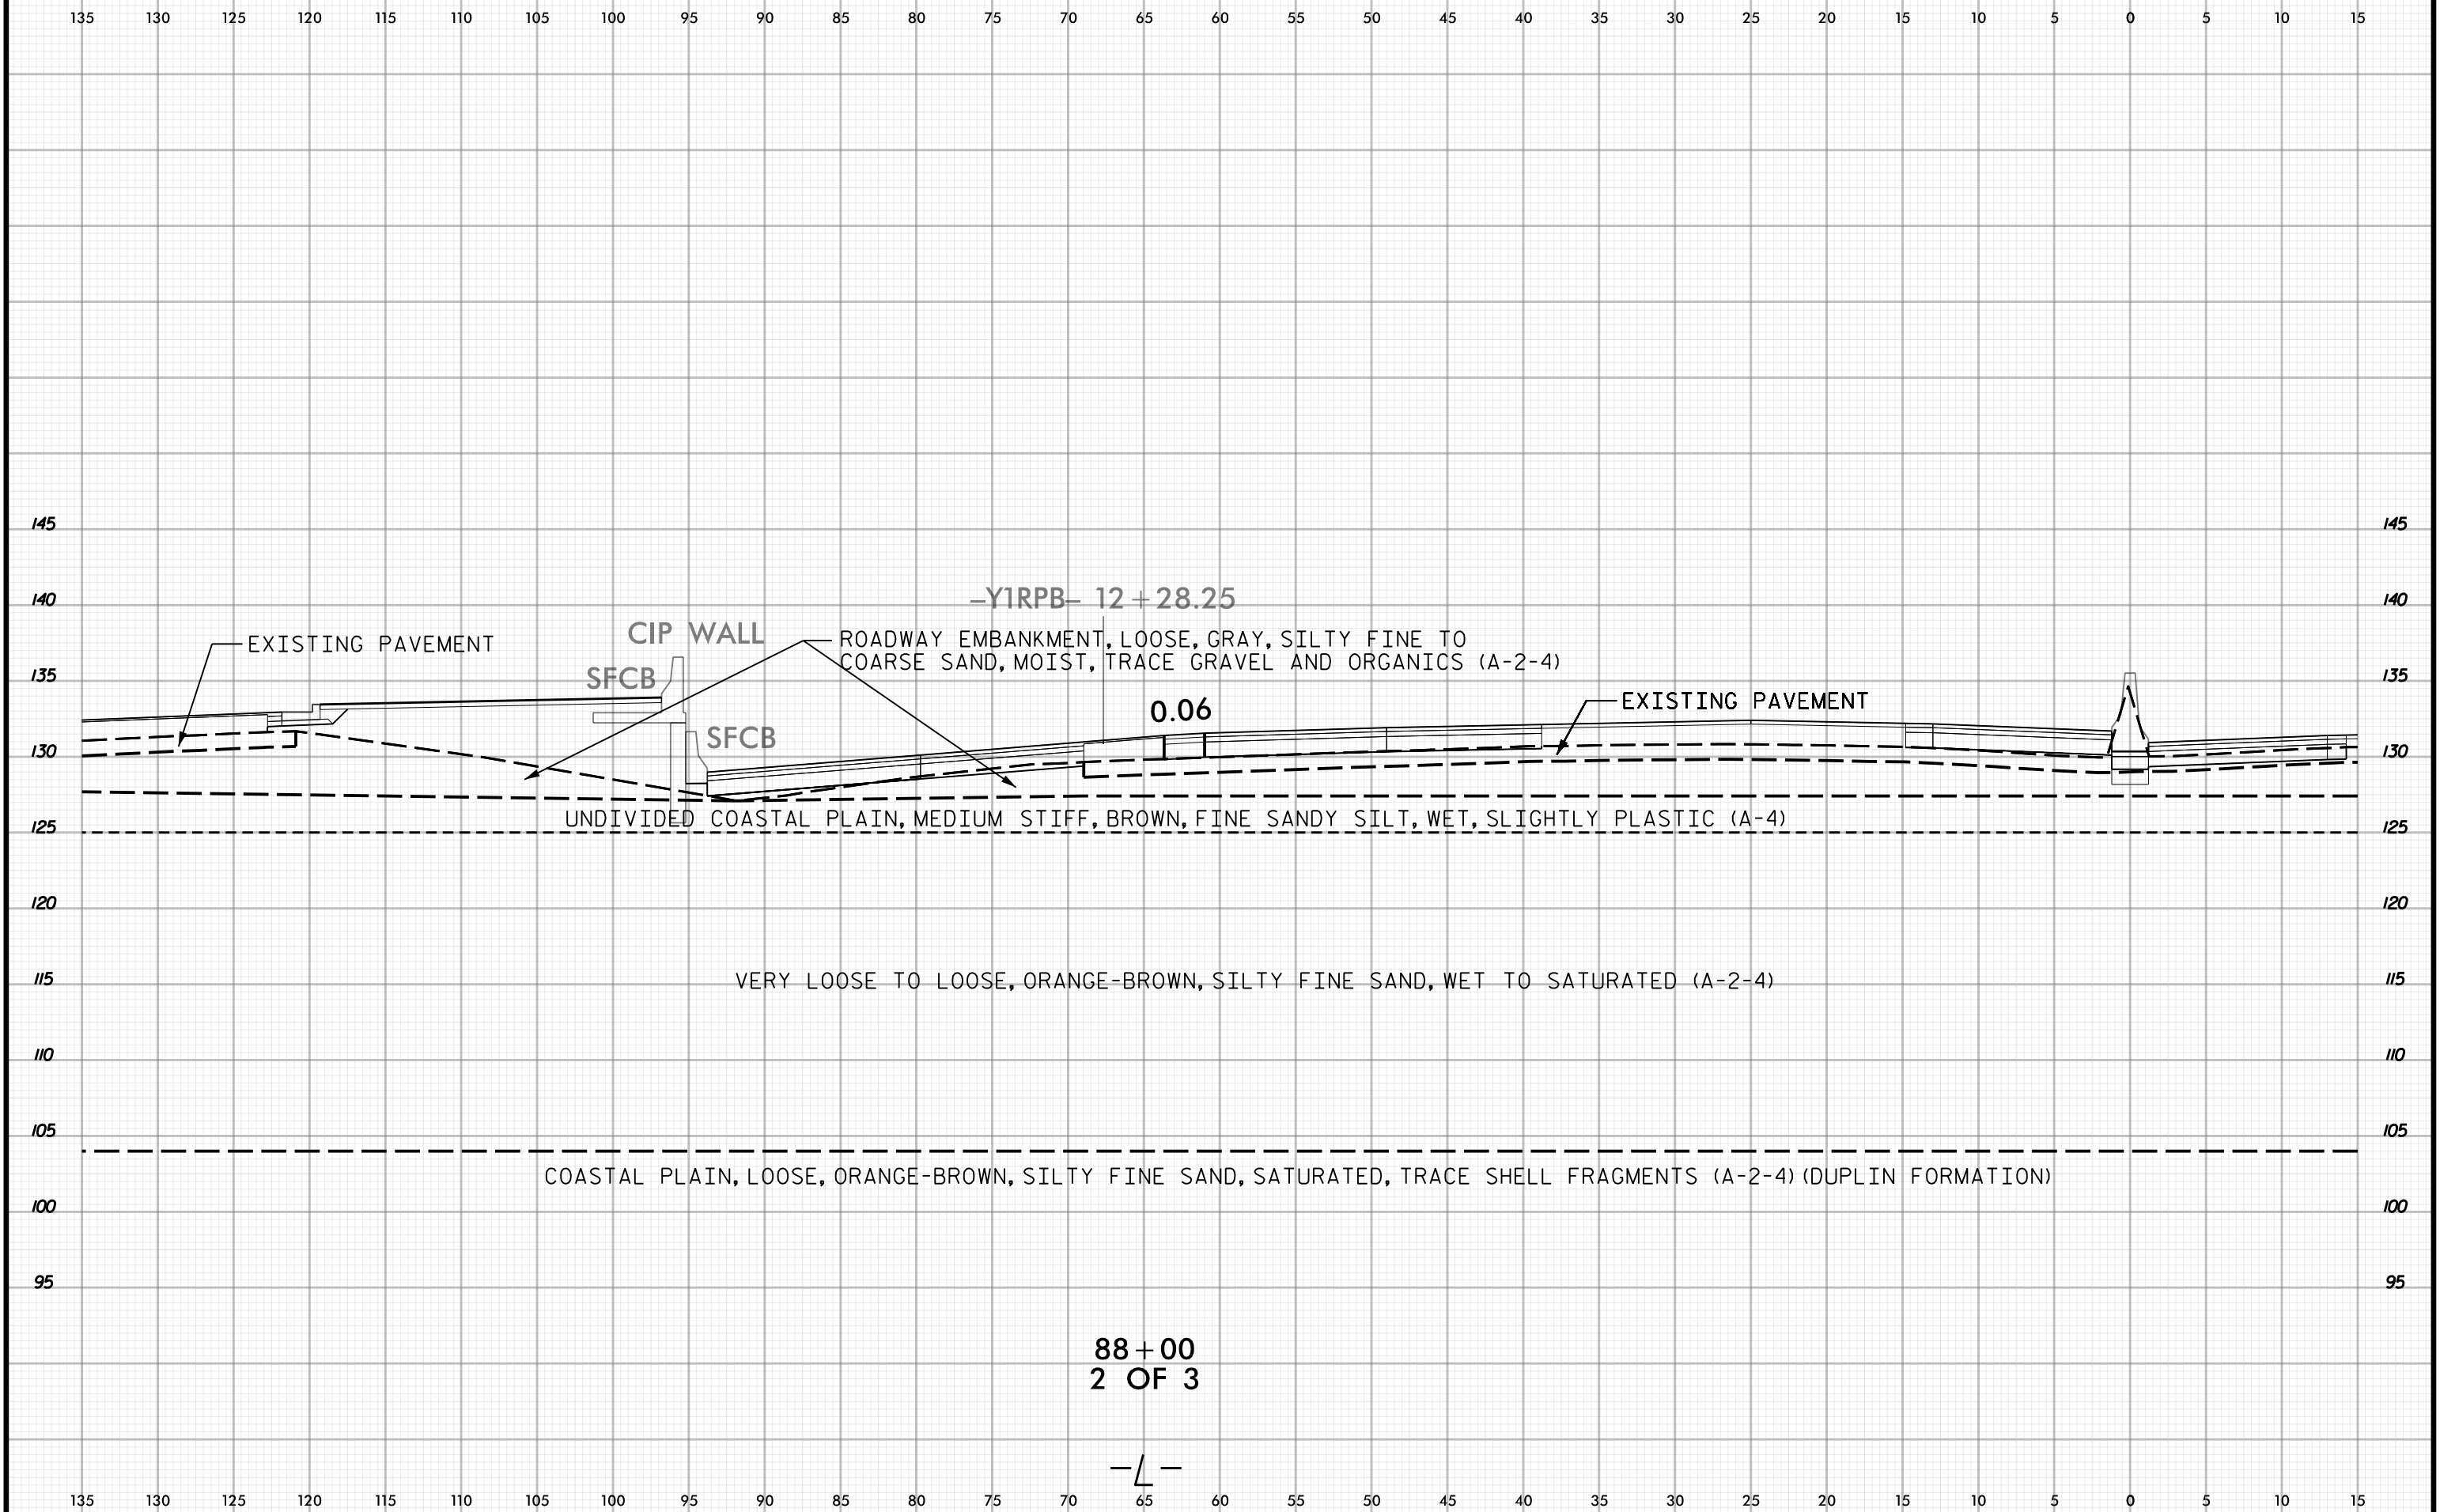 135 130 125 120 115 110 105 100 95 90 85 80 75 70 65 60 55 50 45 40 35 30 25 20 15 10 5 0 5 10 15
145 145
140 140
–Y1RPB– 12+28.25
CIP WALL
EXISTING PAVEMENT
ROADWAY EMBANKMENT, LOOSE, GRAY, SILTY FINE TO
COARSE SAND, MOIST, TRACE GRAVEL AND ORGANICS (A-2-4)
135 135
SFCB
EXISTING PAVEMENT
0.06
SFCB
130 130
UNDIVIDED COASTAL PLAIN, MEDIUM STIFF, BROWN, FINE SANDY SILT, WET, SLIGHTLY PLASTIC (A-4)
125 125
120 120
115 115
VERY LOOSE TO LOOSE, ORANGE-BROWN, SILTY FINE SAND, WET TO SATURATED (A-2-4)
110 110
105 105
COASTAL PLAIN, LOOSE, ORANGE-BROWN, SILTY FINE SAND, SATURATED, TRACE SHELL FRAGMENTS (A-2-4) (DUPLIN FORMATION)
100 100
95 95
88+00
2 OF 3
-L-
135 130 125 120 115 110 105 100 95 90 85 80 75 70 65 60 55 50 45 40 35 30 25 20 15 10 5 0 5 10 15